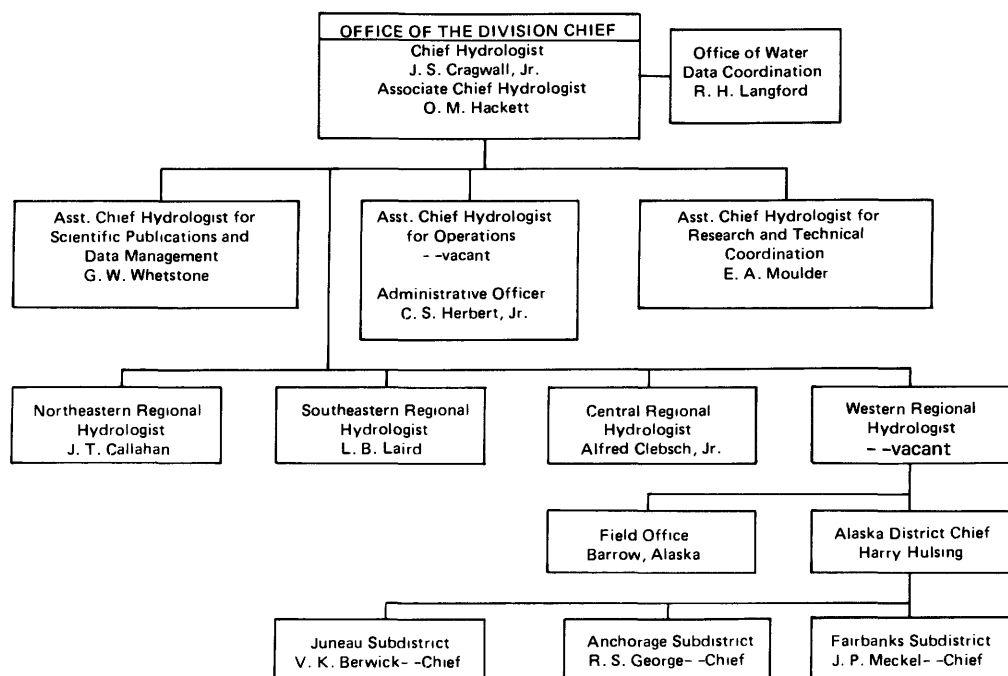 OFFICE OF THE DIVISION CHIEF
Chief Hydrologist
J. S. Cragwall, Jr.
Associate Chief Hydrologist
O. M. Hackett
Office of Water
Data Coordination
R. H. Langford
Asst. Chief Hydrologist for
Scientific Publications and
Data Management
G. W. Whetstone
Asst. Chief Hydrologist
for Operations
- -vacant
Administrative Officer
C. S. Herbert, Jr.
Asst. Chief Hydrologist for
Research and Technical
Coordination
E. A. Moulder
Northeastern Regional
Hydrologist
J. T. Callahan
Southeastern Regional
Hydrologist
L. B. Laird
Central Regional
Hydrologist
Alfred Clebsch, Jr.
Western Regional
Hydrologist
- -vacant
Field Office
Barrow, Alaska
Alaska District Chief
Harry Hulsing
Juneau Subdistrict
V. K. Berwick- -Chief
Anchorage Subdistrict
R. S. George- -Chief
Fairbanks Subdistrict
J. P. Meckel- -Chief